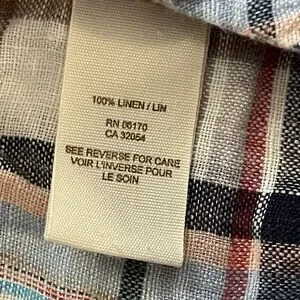 100% LINEN / LIN
RN 06170
CA 32054
SEE REVERSE FOR CARE
VOIR L'INVERSE POUR
LE SOIN